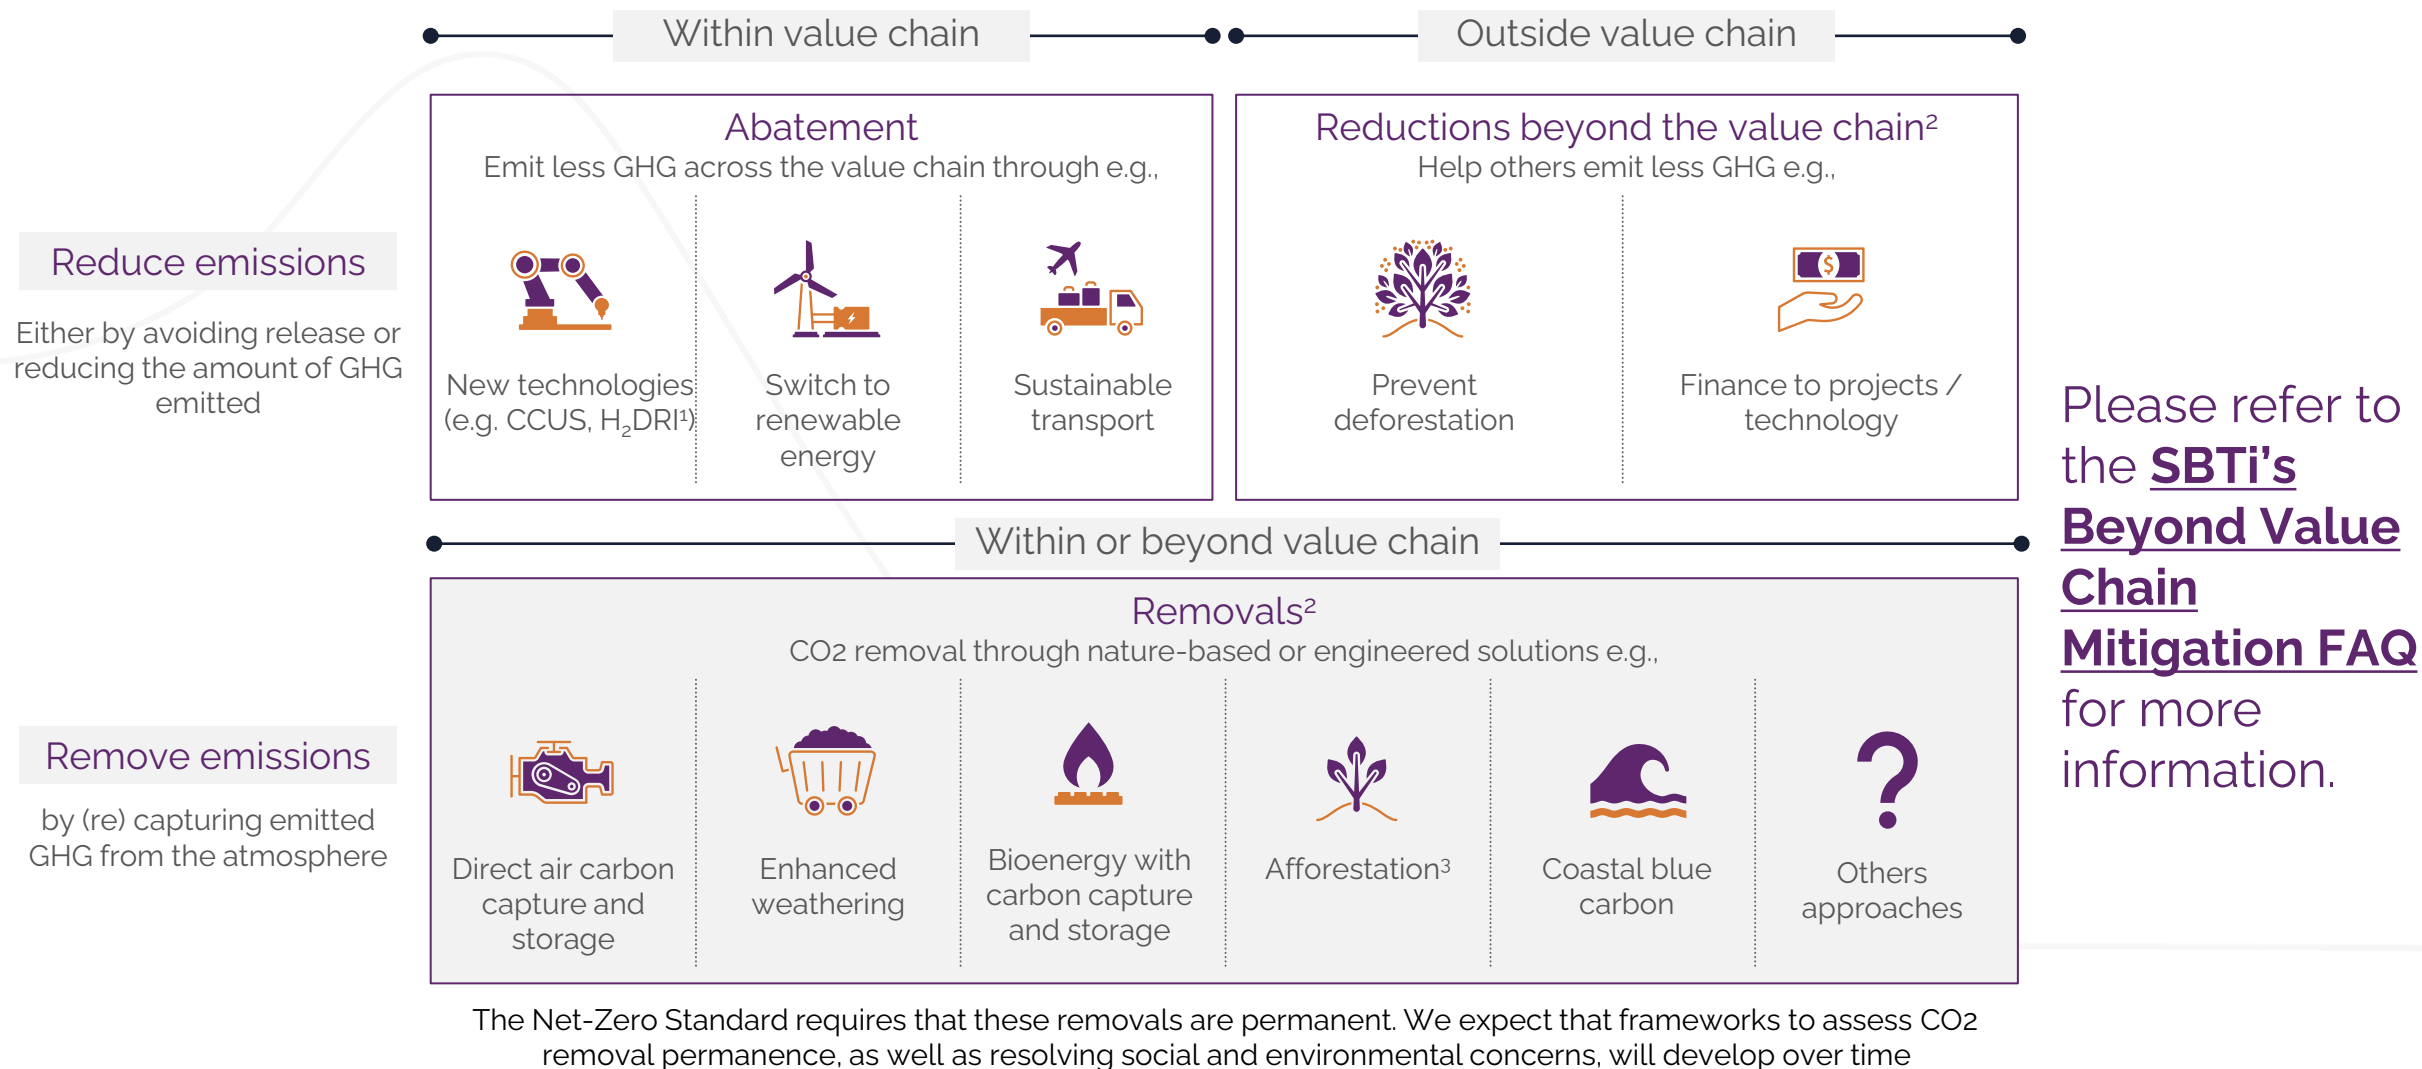 Within value chain
Outside value chain
Abatement
Emit less GHG across the value chain through e.g.,
New technologies
(e.g. CCUS, H₂DRI¹)
Switch to
renewable
energy
Sustainable
transport
Reductions beyond the value chain²
Help others emit less GHG e.g.,
$
Prevent
deforestation
Finance to projects /
technology
Reduce emissions
Either by avoiding release or
reducing the amount of GHG
emitted
Within or beyond value chain
Removals²
CO2 removal through nature-based or engineered solutions e.g.,
Direct air carbon
capture and
storage
Enhanced
weathering
Bioenergy with
carbon capture
and storage
Afforestation³
Coastal blue
carbon
?
Others
approaches
Remove emissions
by (re) capturing emitted
GHG from the atmosphere
The Net-Zero Standard requires that these removals are permanent. We expect that frameworks to assess CO2
removal permanence, as well as resolving social and environmental concerns, will develop over time
Please refer to
the SBTi's
Beyond Value
Chain
Mitigation FAQ
for more
information.